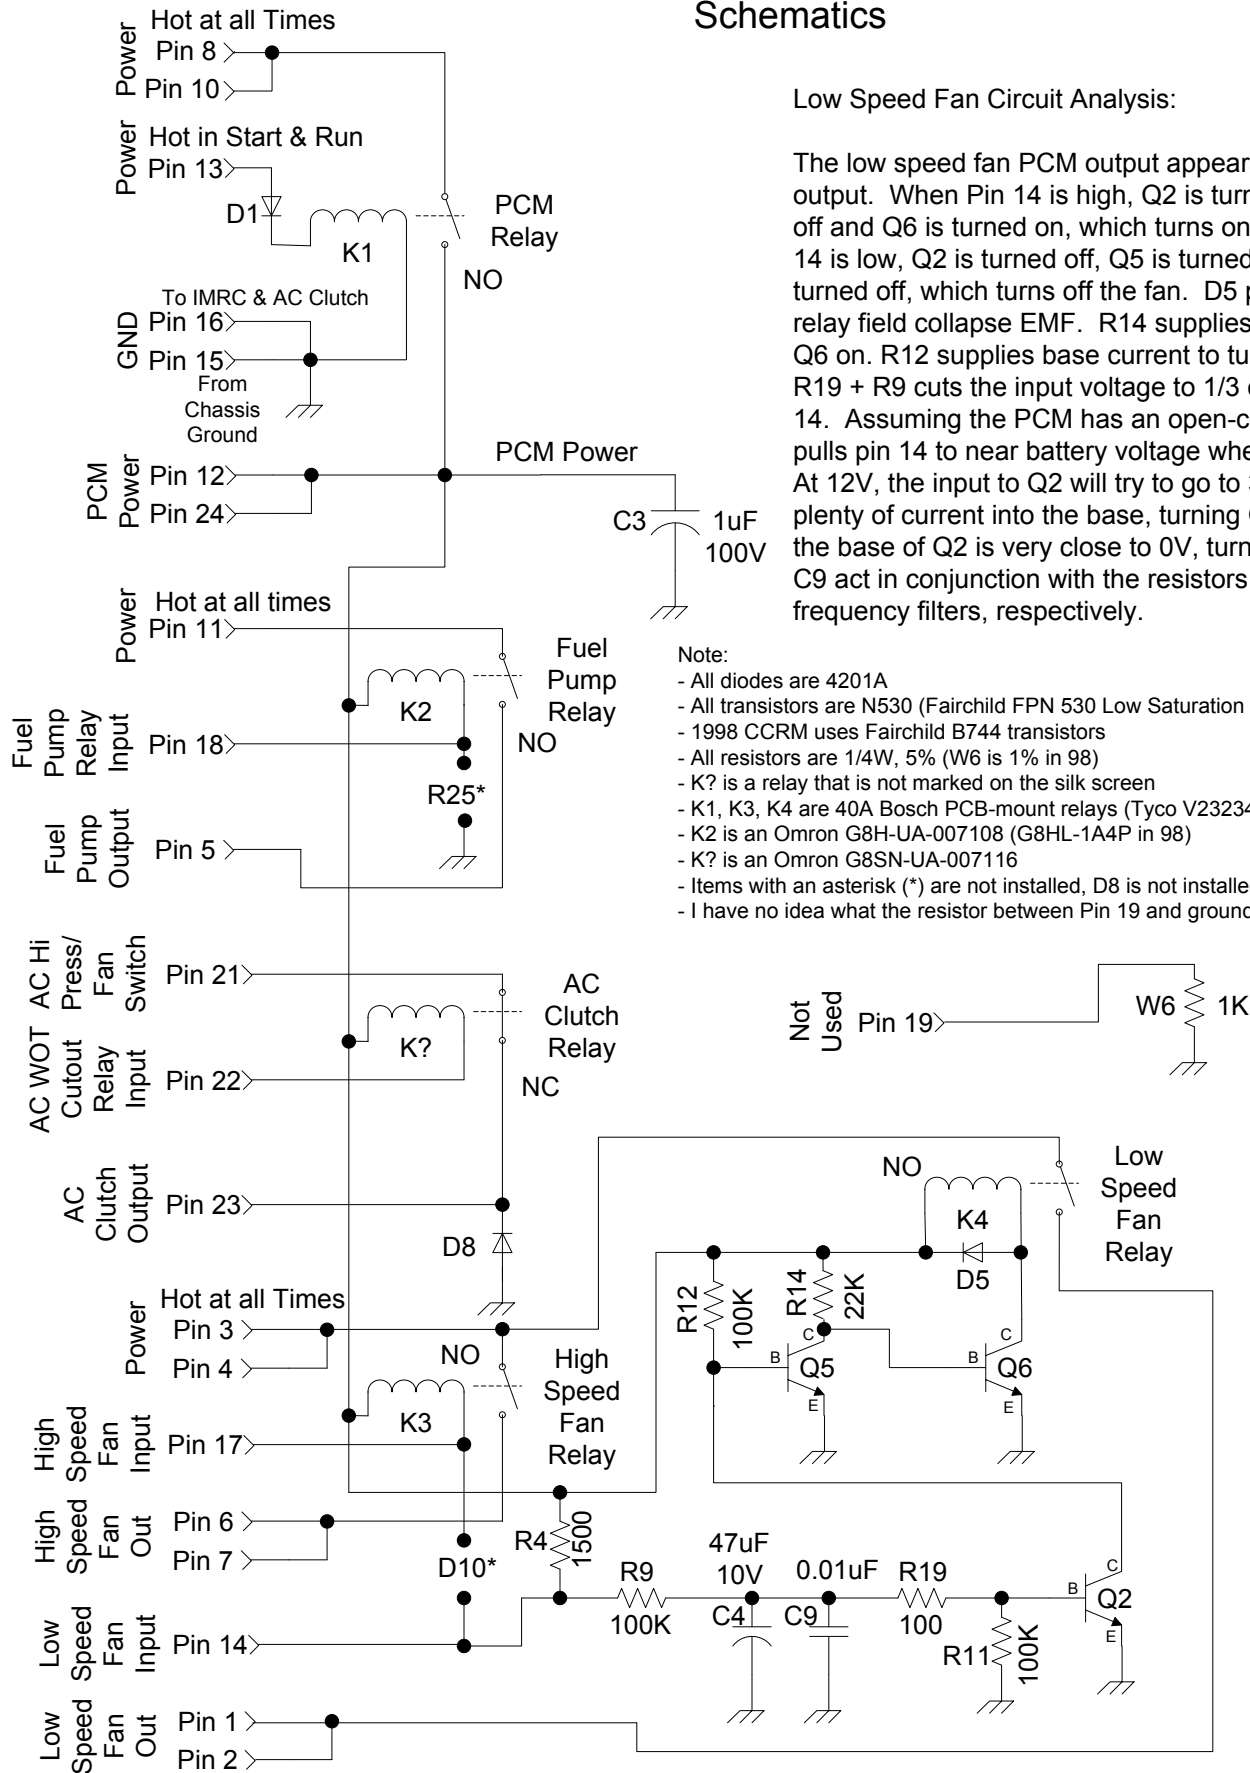 Schematics
Hot at all Times
Power
Pin 8
Pin 10
Hot in Start & Run
Power
Pin 13
D1
K1
PCM
Relay
NO
To IMRC & AC Clutch
GND
Pin 16
Pin 15
From
Chassis
Ground
PCM
Power
Pin 12
Pin 24
PCM Power
C3
1uF
100V
Low Speed Fan Circuit Analysis:
The low speed fan PCM output appear
output. When Pin 14 is high, Q2 is turn
off and Q6 is turned on, which turns on
14 is low, Q2 is turned off, Q5 is turned
turned off, which turns off the fan. D5 p
relay field collapse EMF. R14 supplies
Q6 on. R12 supplies base current to tu
R19 + R9 cuts the input voltage to 1/3
14. Assuming the PCM has an open-c
pulls pin 14 to near battery voltage whe
At 12V, the input to Q2 will try to go to
plenty of current into the base, turning
the base of Q2 is very close to 0V, turn
C9 act in conjunction with the resistors
frequency filters, respectively.
Hot at all times
Power
Pin 11
K2
Fuel
Pump
Relay
NO
Fuel
Pump
Relay
Input
Pin 18
R25*
Fuel
Pump
Output
Pin 5
Note:
- All diodes are 4201A
- All transistors are N530 (Fairchild FPN 530 Low Saturation
- 1998 CCRM uses Fairchild B744 transistors
- All resistors are 1/4W, 5% (W6 is 1% in 98)
- K? is a relay that is not marked on the silk screen
- K1, K3, K4 are 40A Bosch PCB-mount relays (Tyco V23234
- K2 is an Omron G8H-UA-007108 (G8HL-1A4P in 98)
- K? is an Omron G8SN-UA-007116
- Items with an asterisk (*) are not installed, D8 is not installe
- I have no idea what the resistor between Pin 19 and ground
AC Hi
Press/
Fan
Switch
Pin 21
K?
AC
Clutch
Relay
NC
AC WOT
Cutout
Relay
Input
Pin 22
AC
Clutch
Output
Pin 23
D8
Not
Used
Pin 19
W6
1K
Hot at all Times
Power
Pin 3
Pin 4
NO
K3
High
Speed
Fan
Relay
High
Speed
Fan
Input
Pin 17
High
Speed
Fan
Out
Pin 6
Pin 7
D10*
Low
Speed
Fan
Input
Pin 14
Low
Speed
Fan
Out
Pin 1
Pin 2
NO
K4
D5
Low
Speed
Fan
Relay
R12
100K
R14
22K
B
C
E
Q5
B
C
E
Q6
R4
1500
R9
100K
47uF
10V
C4
0.01uF
C9
R19
100
R11
100K
B
C
E
Q2